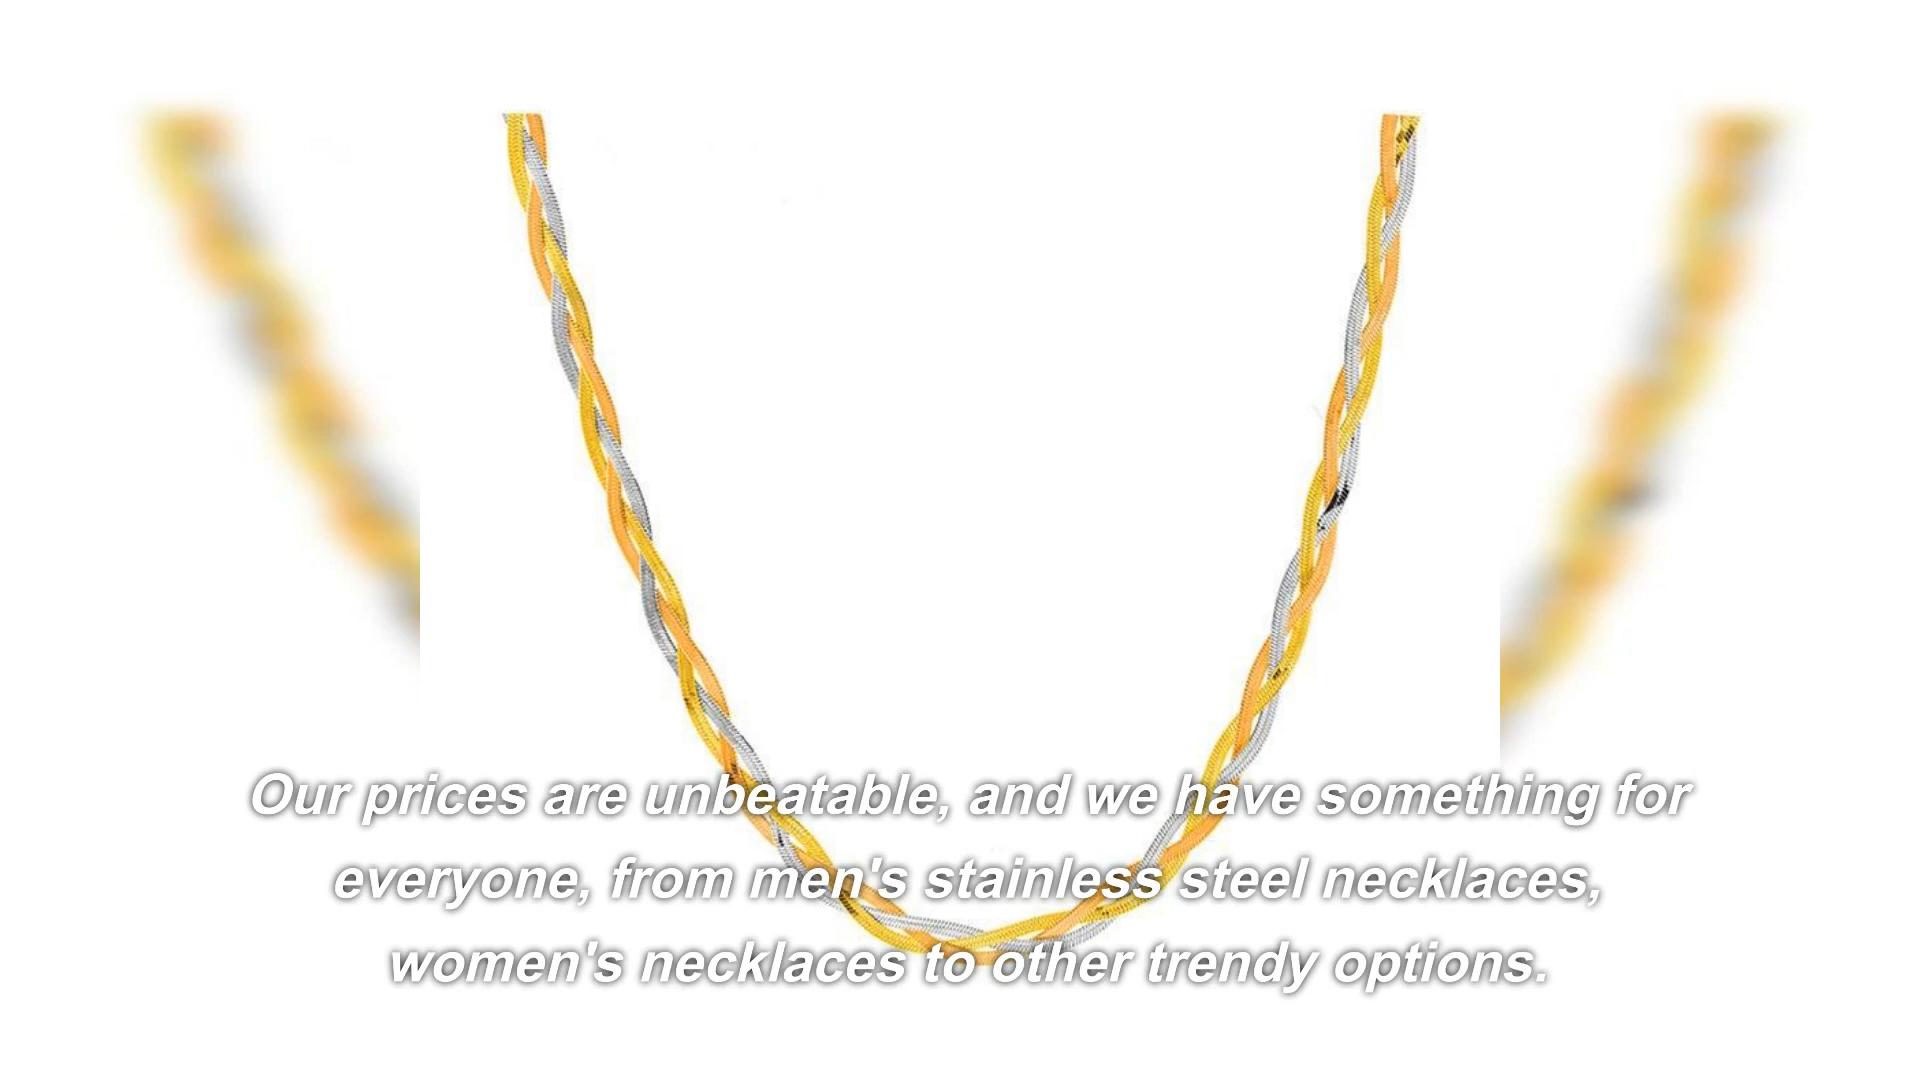 Our prices are unbeatable, and we have something for
everyone, from men's stainless steel necklaces,
women's necklaces to other trendy options.